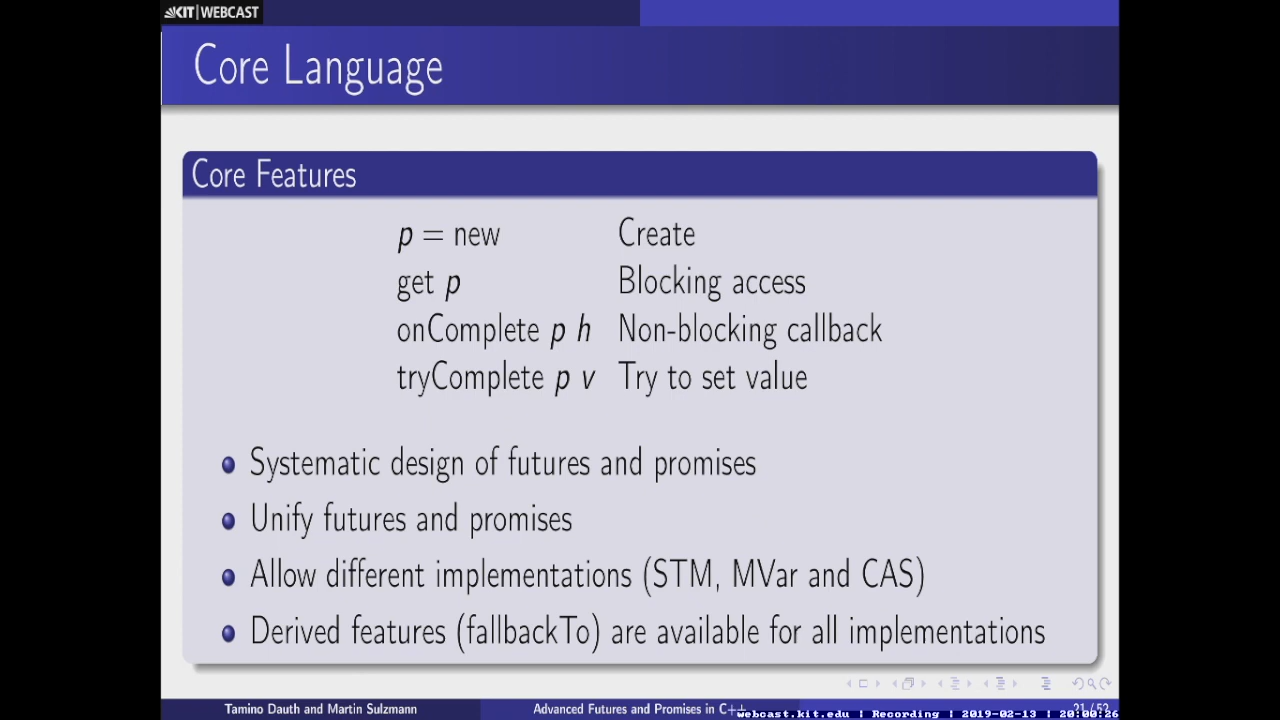 KIT | WEBCAST
Core Language
Core Features
p = new Create
get p Blocking access
onComplete p h Non-blocking callback
tryComplete p v Try to set value
Systematic design of futures and promises
Unify futures and promises
Allow different implementations (STM, MVar and CAS)
Derived features (fallbackTo) are available for all implementations
Tamino Dauth and Martin Sulzmann Advanced Futures and Promises in C++ 21 / 52
webcast.kit.edu | Recording | 2019-02-13 | 20:00:26